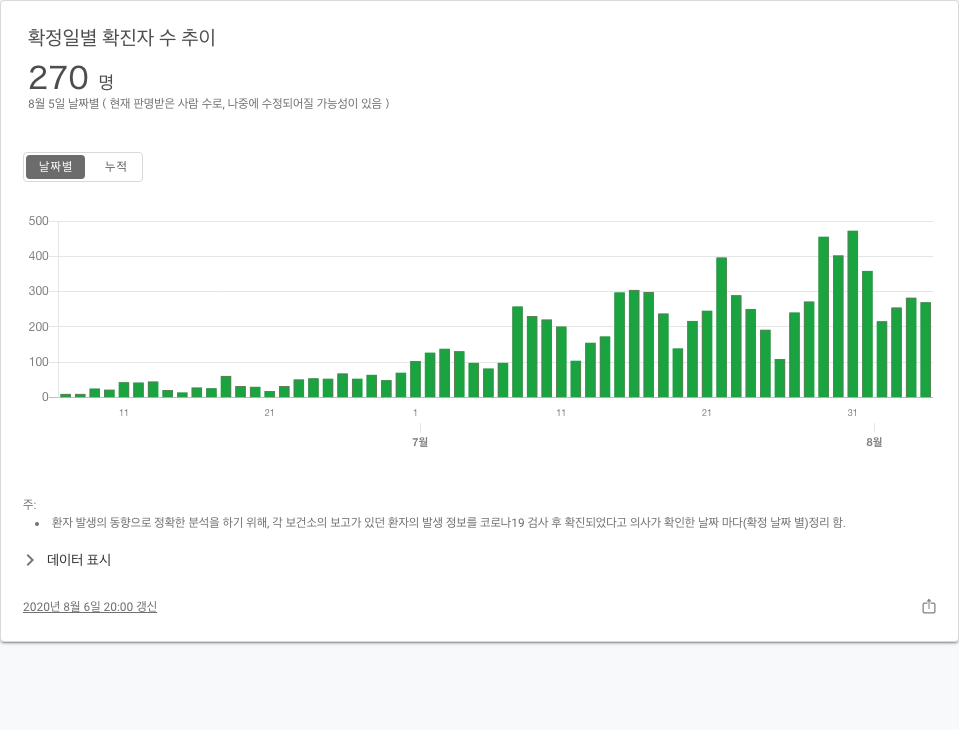 확정일별 확진자 수 추이
270 명
8월 5일 날짜별 ( 현재 판명받은 사람 수로, 나중에 수정되어질 가능성이 있음 )
날짜별 누적
500
400
300
200
100
0
11 21 1 11 21 31
7월 8월
주:
• 환자 발생의 동향으로 정확한 분석을 하기 위해, 각 보건소의 보고가 있던 환자의 발생 정보를 코로나19 검사 후 확진되었다고 의사가 확인한 날짜 마다(확정 날짜 별)정리 함.
데이터 표시
2020년 8월 6일 20:00 갱신